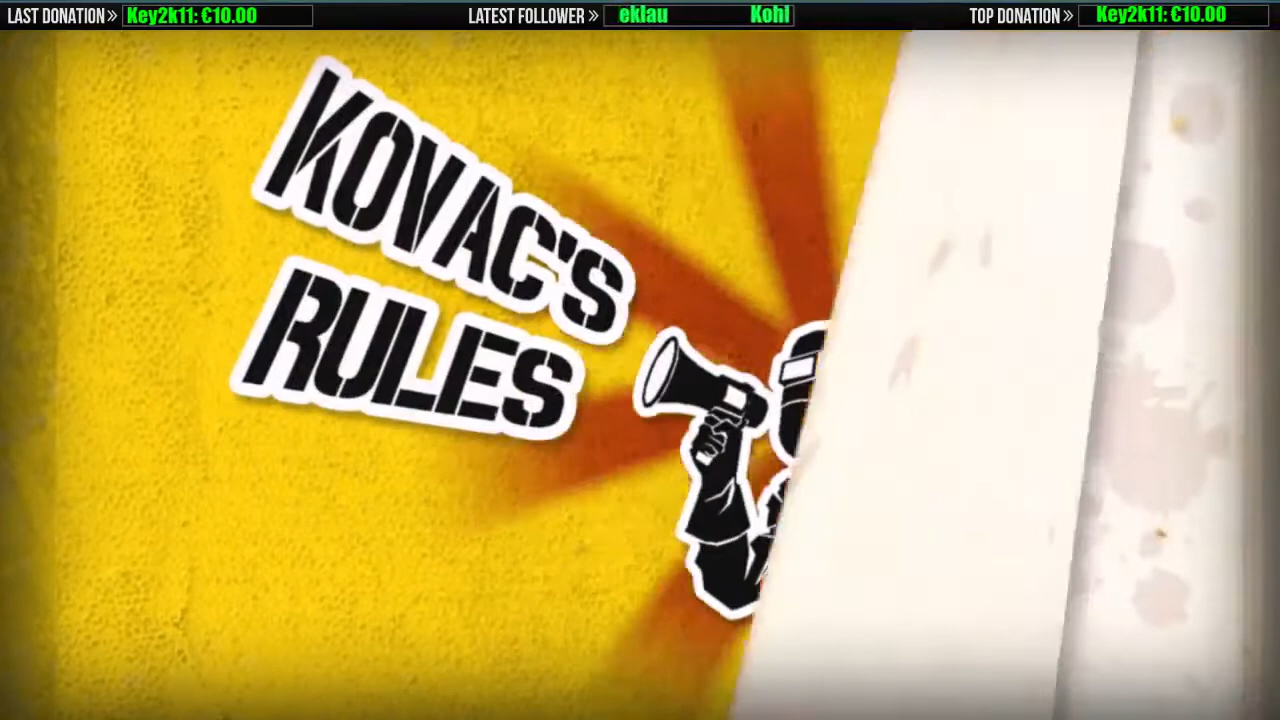 LAST DONATION» Key2k11: €10.00 LATEST FOLLOWER» eklau Kohl TOP DONATION» Key2k11: €10.00
KOVAC'S
RULES